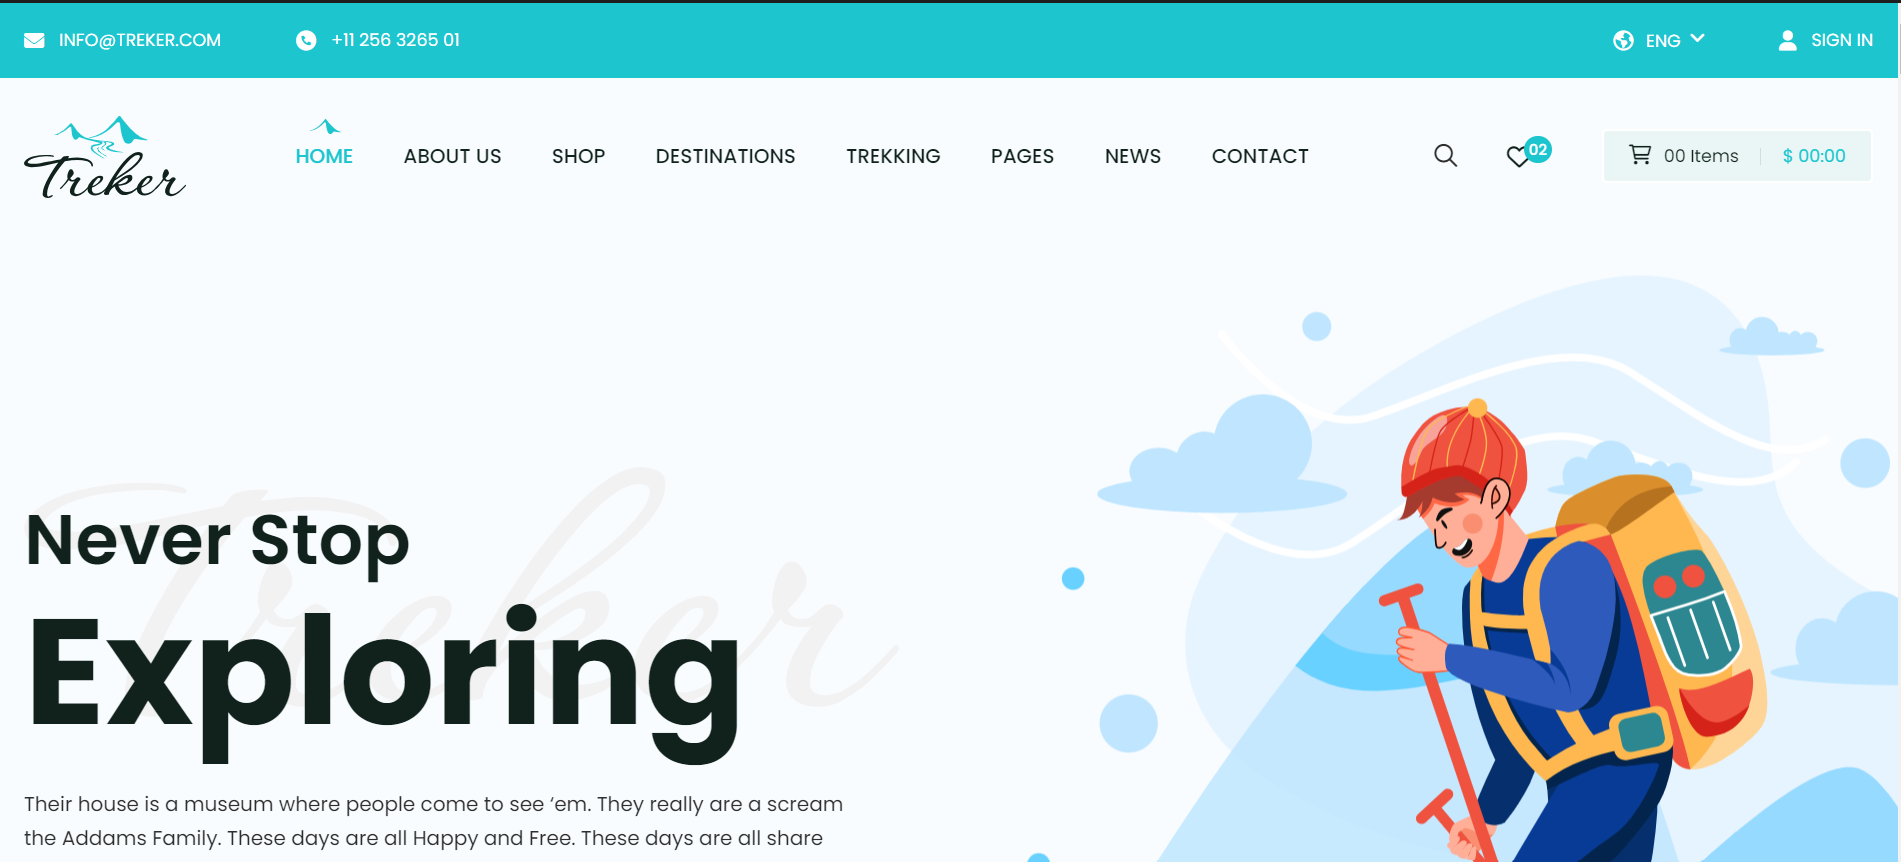 INFO@TREKER.COM
+11 256 3265 01
ENG
SIGN IN
Treker
HOME
ABOUT US
SHOP
DESTINATIONS
TREKKING
PAGES
NEWS
CONTACT
02
00 Items
$ 00:00
Treker
Never Stop
Exploring
Their house is a museum where people come to see ‘em. They really are a scream
the Addams Family. These days are all Happy and Free. These days are all share